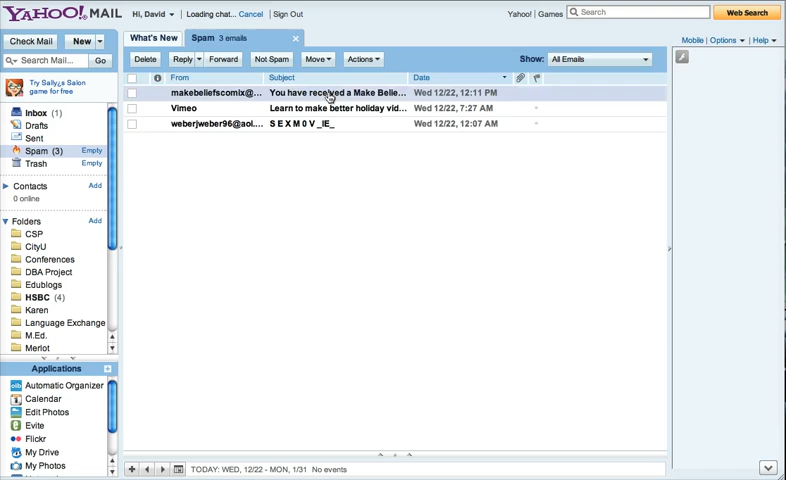 YAHOO! MAIL Hi, David Loading chat... Cancel Sign Out Yahoo! Games Search Web Search
Check Mail New What's New Spam 3 emails Mobile | Options Help
Search Mail... Go Delete Reply Forward Not Spam Move Actions Show: All Emails
From Subject Date
Try Sally¿s Salon
game for free
makebeliefscomix@... You have received a Make Belie... Wed 12/22, 12:11 PM
Vimeo Learn to make better holiday vid... Wed 12/22, 7:27 AM
weberjweber96@aol.... S E X M 0 V _IE_ Wed 12/22, 12:07 AM
Inbox (1)
Drafts
Sent
Spam (3) Empty
Trash Empty
Contacts Add
0 online
Folders Add
CSP
CityU
Conferences
DBA Project
Edublogs
HSBC (4)
Karen
Language Exchange
M.Ed.
Merlot
Applications
Automatic Organizer
Calendar
Edit Photos
Evite
Flickr
My Drive
My Photos
TODAY: WED, 12/22 - MON, 1/31 No events